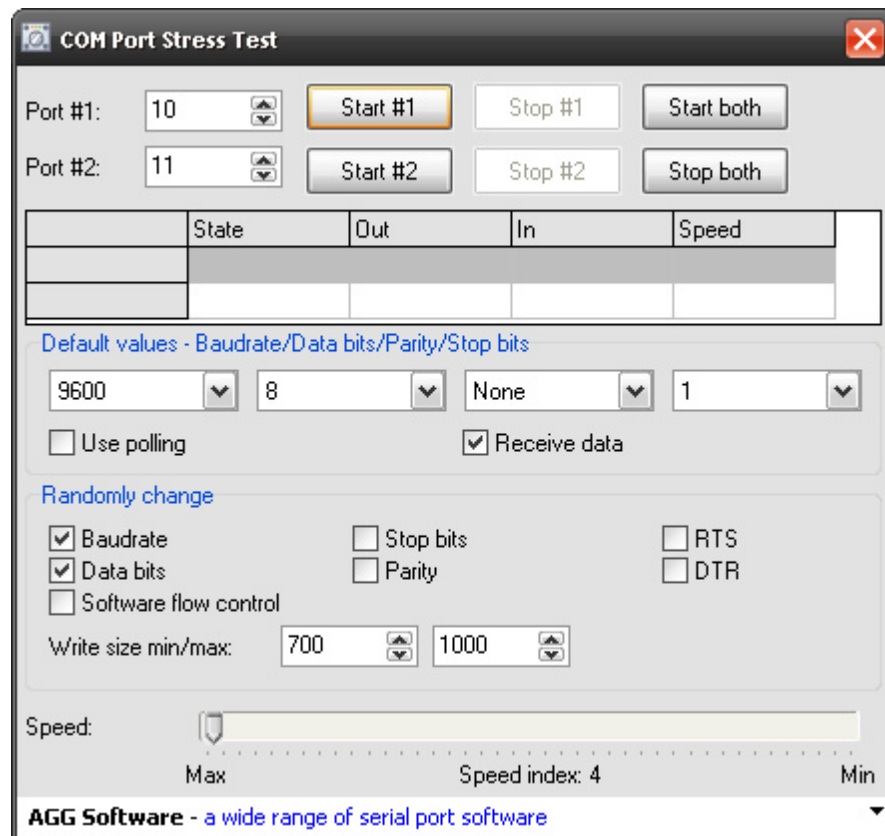 COM Port Stress Test
Port #1: 10 Start #1 Stop #1 Start both
Port #2: 11 Start #2 Stop #2 Stop both
State Out In Speed
Default values - Baudrate/Data bits/Parity/Stop bits
9600 8 None 1
Use polling Receive data
Randomly change
Baudrate Stop bits RTS
Data bits Parity DTR
Software flow control
Write size min/max: 700 1000
Speed:
Max Speed index: 4 Min
AGG Software - a wide range of serial port software